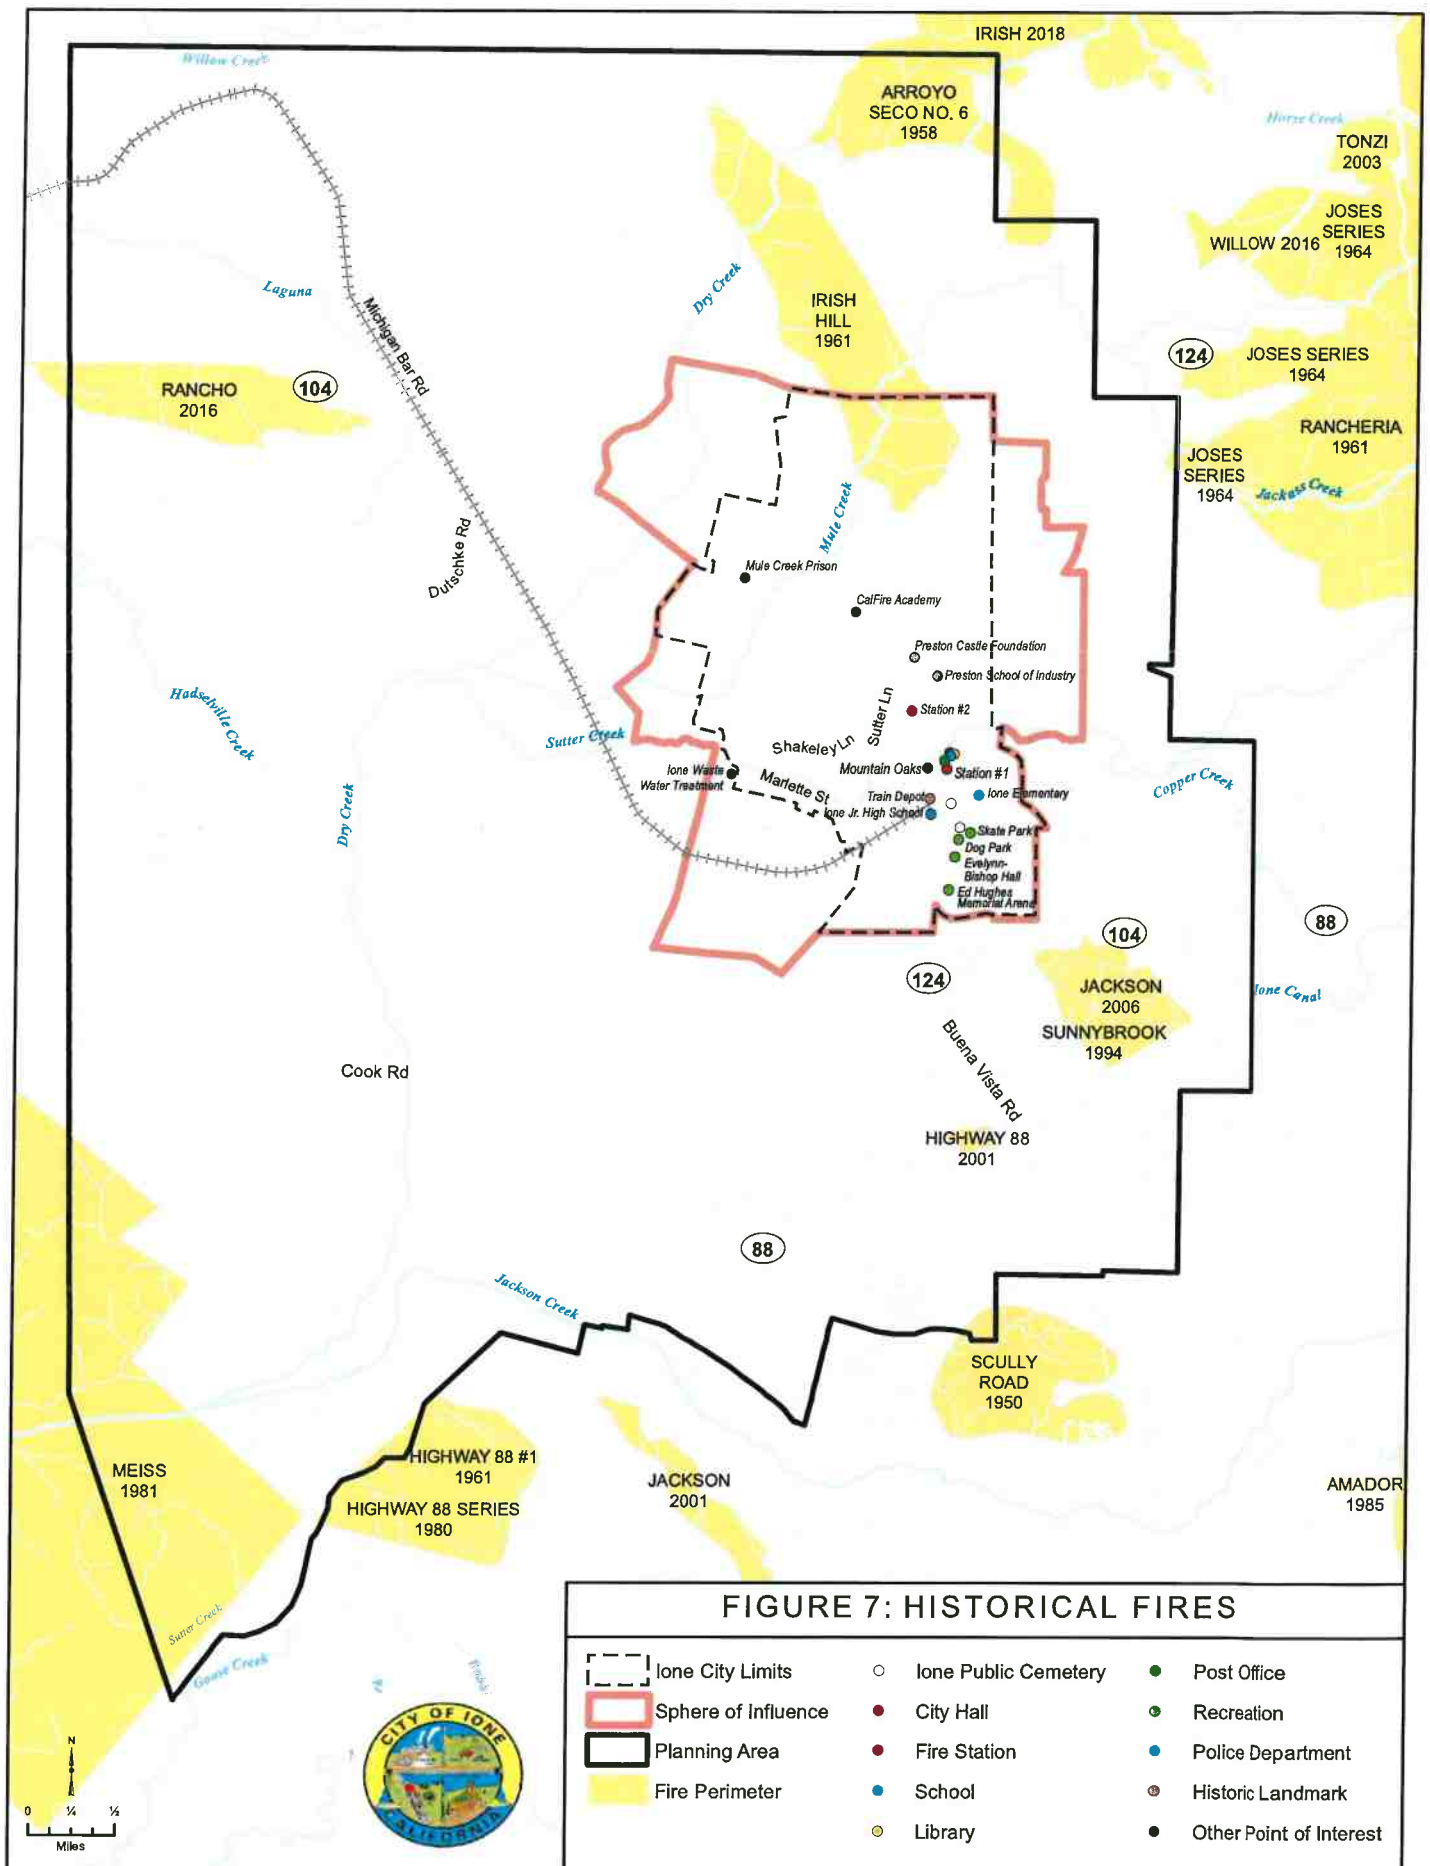 IRISH 2018
Willow Creek
ARROYO
SECO NO. 6
1958
Horse Creek
TONZI
2003
JOSES
SERIES
1964
WILLOW 2016
Dry Creek
Laguna
IRISH
HILL
1961
Michigan Bar Rd
124
JOSES SERIES
1964
RANCHO
2016
104
RANCHERIA
1961
JOSES
SERIES
1964
Jackass Creek
Mule Creek
Dutschke Rd
Mule Creek Prison
CalFire Academy
Preston Castle Foundation
Preston School of Industry
Hadselville Creek
Sutter Ln
Station #2
Sutter Creek
Shakeley Ln
Mountain Oaks
Station #1
Ione Waste
Water Treatment
Marlette St
Copper Creek
Train Depot
Ione Elementary
Ione Jr. High School
Dry Creek
Skate Park
Dog Park
Evelynn-
Bishop Hall
Ed Hughes
Memorial Arena
88
104
124
JACKSON
2006
Ione Canal
SUNNYBROOK
1994
Buena Vista Rd
Cook Rd
HIGHWAY 88
2001
88
Jackson Creek
SCULLY
ROAD
1950
MEISS
1981
HIGHWAY 88 #1
1961
HIGHWAY 88 SERIES
1980
JACKSON
2001
AMADOR
1985
Sutter Creek
Goose Creek
FIGURE 7: HISTORICAL FIRES
Ione City Limits
Sphere of Influence
Planning Area
Fire Perimeter
Ione Public Cemetery
City Hall
Fire Station
School
Library
Post Office
Recreation
Police Department
Historic Landmark
Other Point of Interest
CITY OF IONE
CALIFORNIA
N
0 ¼ ½
Miles